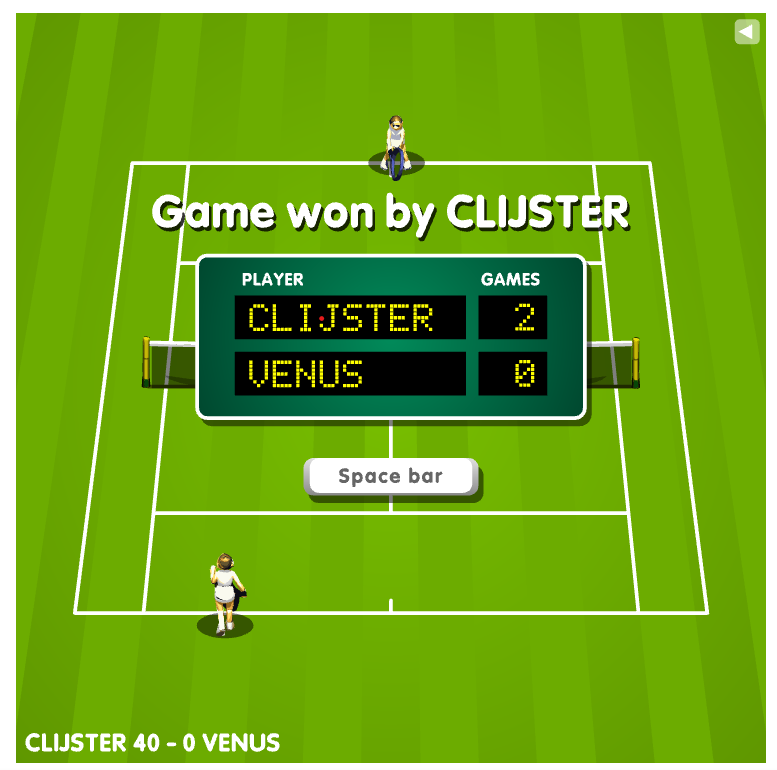 Game won by CLIJSTER
PLAYER GAMES
CLIJSTER 2
VENUS 0
Space bar
CLIJSTER 40 - 0 VENUS